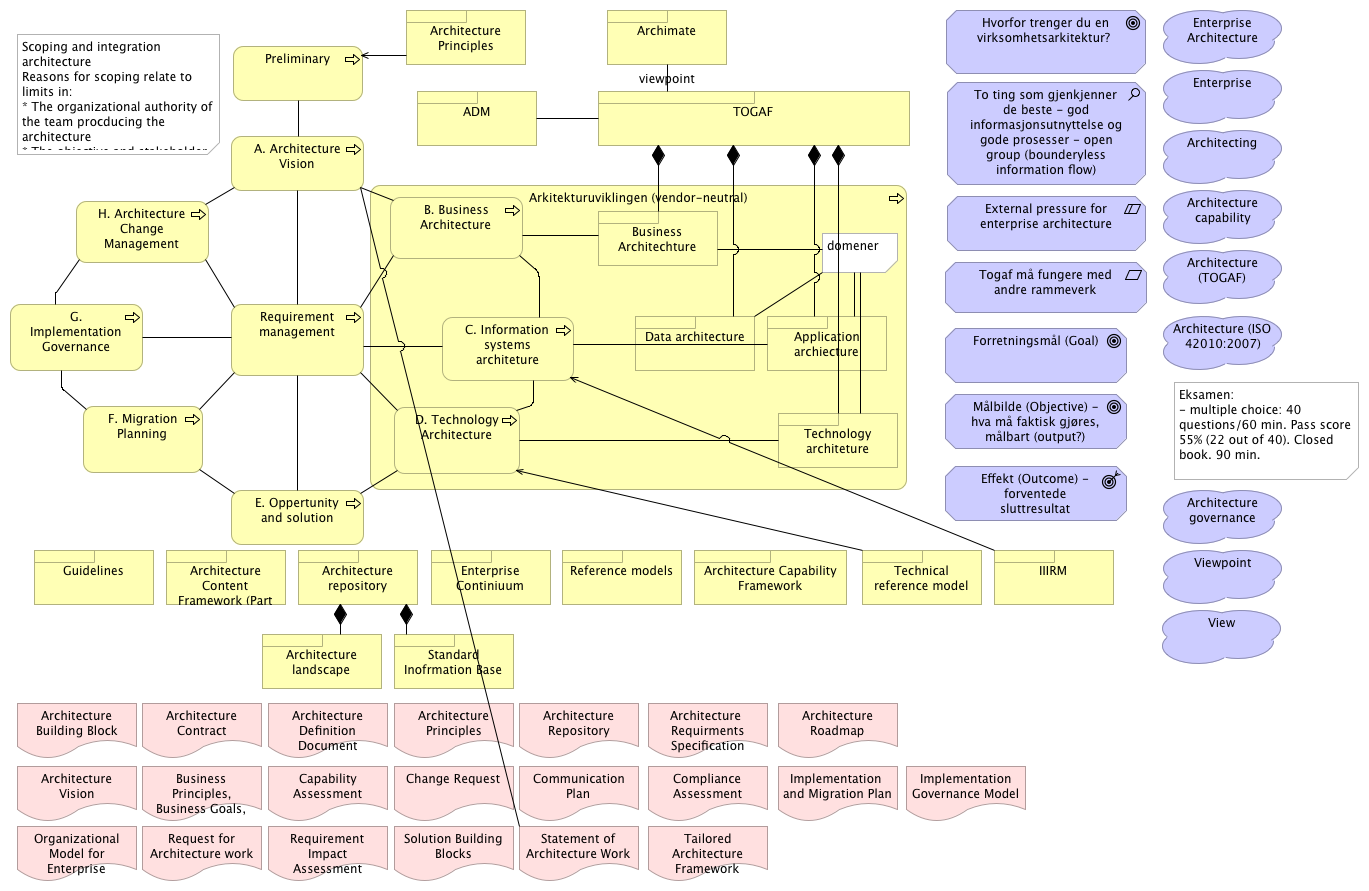 Scoping and integration
architecture
Reasons for scoping relate to
limits in:
* The organizational authority of
the team procducing the
architecture
* The objective and stakeholder
Preliminary
Architecture
Principles
Archimate
viewpoint
ADM
TOGAF
A. Architecture
Vision
H. Architecture
Change
Management
G.
Implementation
Governance
Requirement
management
F. Migration
Planning
E. Oppertunity
and solution
Arkitekturuviklingen (vendor-neutral)
B. Business
Architecture
Business
Architechture
domener
C. Information
systems
architeture
Data architecture
Application
archiecture
D. Technology
Architecture
Technology
architeture
Guidelines
Architecture
Content
Framework (Part
Architecture
repository
Enterprise
Continiuum
Reference models
Architecture Capability
Framework
Technical
reference model
IIIRM
Architecture
landscape
Standard
Inofrmation Base
Architecture
Building Block
Architecture
Contract
Architecture
Definition
Document
Architecture
Principles
Architecture
Repository
Architecture
Requirments
Specification
Architecture
Roadmap
Architecture
Vision
Business
Principles,
Business Goals,
Capability
Assessment
Change Request
Communication
Plan
Compliance
Assessment
Implementation
and Migration Plan
Implementation
Governance Model
Organizational
Model for
Enterprise
Request for
Architecture work
Requirement
Impact
Assessment
Solution Building
Blocks
Statement of
Architecture Work
Tailored
Architecture
Framework
Hvorfor trenger du en
virksomhetsarkitektur?
To ting som gjenkjenner
de beste – god
informasjonsutnyttelse og
gode prosesser – open
group (bounderyless
information flow)
External pressure for
enterprise architecture
Togaf må fungere med
andre rammeverk
Forretningsmål (Goal)
Målbilde (Objective) –
hva må faktisk gjøres,
målbart (output?)
Effekt (Outcome) –
forventede
sluttresultat
Enterprise
Architecture
Enterprise
Architecting
Architecture
capability
Architecture
(TOGAF)
Architecture (ISO
42010:2007)
Eksamen:
– multiple choice: 40
questions/60 min. Pass score
55% (22 out of 40). Closed
book. 90 min.
Architecture
governance
Viewpoint
View